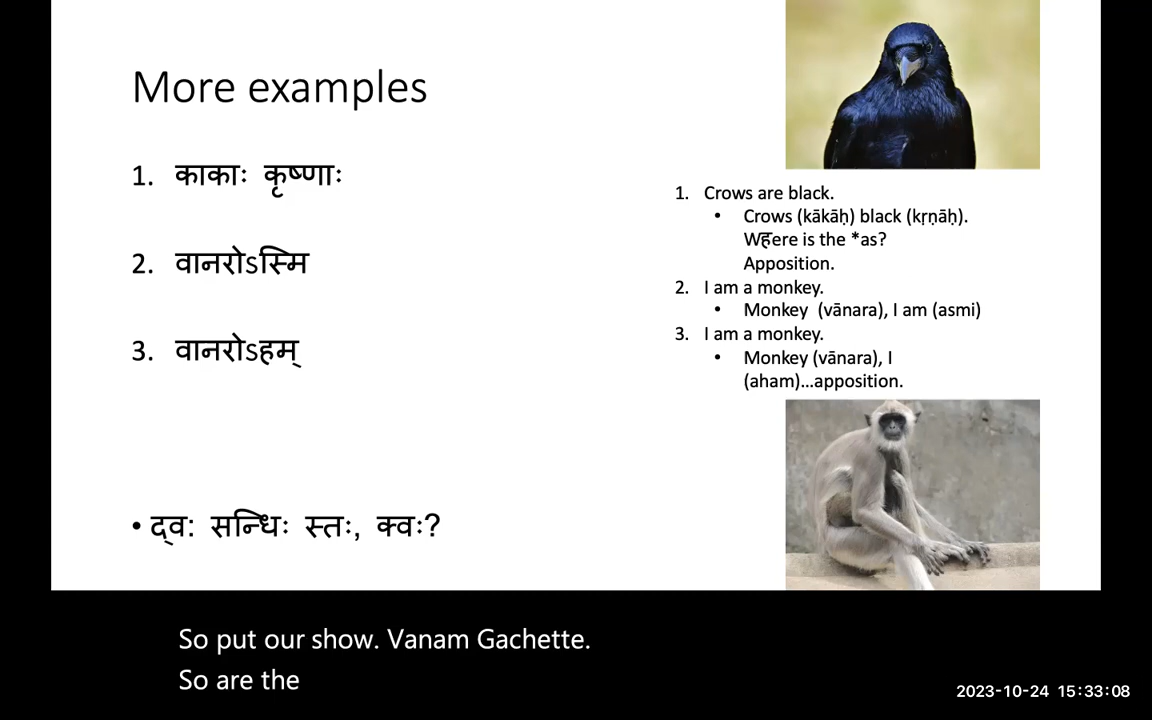 More examples
1. काकाः कृष्णाः
2. वानरोऽस्मि
3. वानरोऽहम्
• द्व: सन्धिः स्तः, क्वः?
1. Crows are black.
• Crows (kākāḥ) black (kṛṇāḥ).
Wहere is the *as?
Apposition.
2. I am a monkey.
• Monkey (vānara), I am (asmi)
3. I am a monkey.
• Monkey (vānara), I
(aham)...apposition.
So put our show. Vanam Gachette.
So are the
2023-10-24 15:33:08